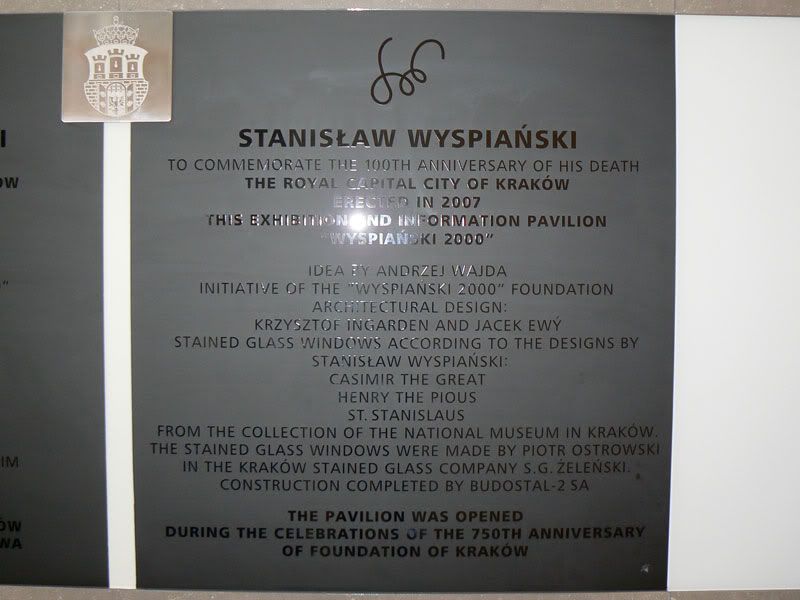 STANISŁAW WYSPIAŃSKI
TO COMMEMORATE THE 100TH ANNIVERSARY OF HIS DEATH
THE ROYAL CAPITAL CITY OF KRAKÓW
ERECTED IN 2007
THIS EXHIBITION AND INFORMATION PAVILION
"WYSPIAŃSKI 2000"
IDEA BY ANDRZEJ WAJDA
INITIATIVE OF THE "WYSPIAŃSKI 2000" FOUNDATION
ARCHITECTURAL DESIGN:
KRZYSZTOF INGARDEN AND JACEK EWÝ
STAINED GLASS WINDOWS ACCORDING TO THE DESIGNS BY
STANISŁAW WYSPIAŃSKI:
CASIMIR THE GREAT
HENRY THE PIOUS
ST. STANISLAUS
FROM THE COLLECTION OF THE NATIONAL MUSEUM IN KRAKÓW.
THE STAINED GLASS WINDOWS WERE MADE BY PIOTR OSTROWSKI
IN THE KRAKÓW STAINED GLASS COMPANY S.G. ŻELEŃSKI.
CONSTRUCTION COMPLETED BY BUDOSTAL-2 SA
THE PAVILION WAS OPENED
DURING THE CELEBRATIONS OF THE 750TH ANNIVERSARY
OF FOUNDATION OF KRAKÓW